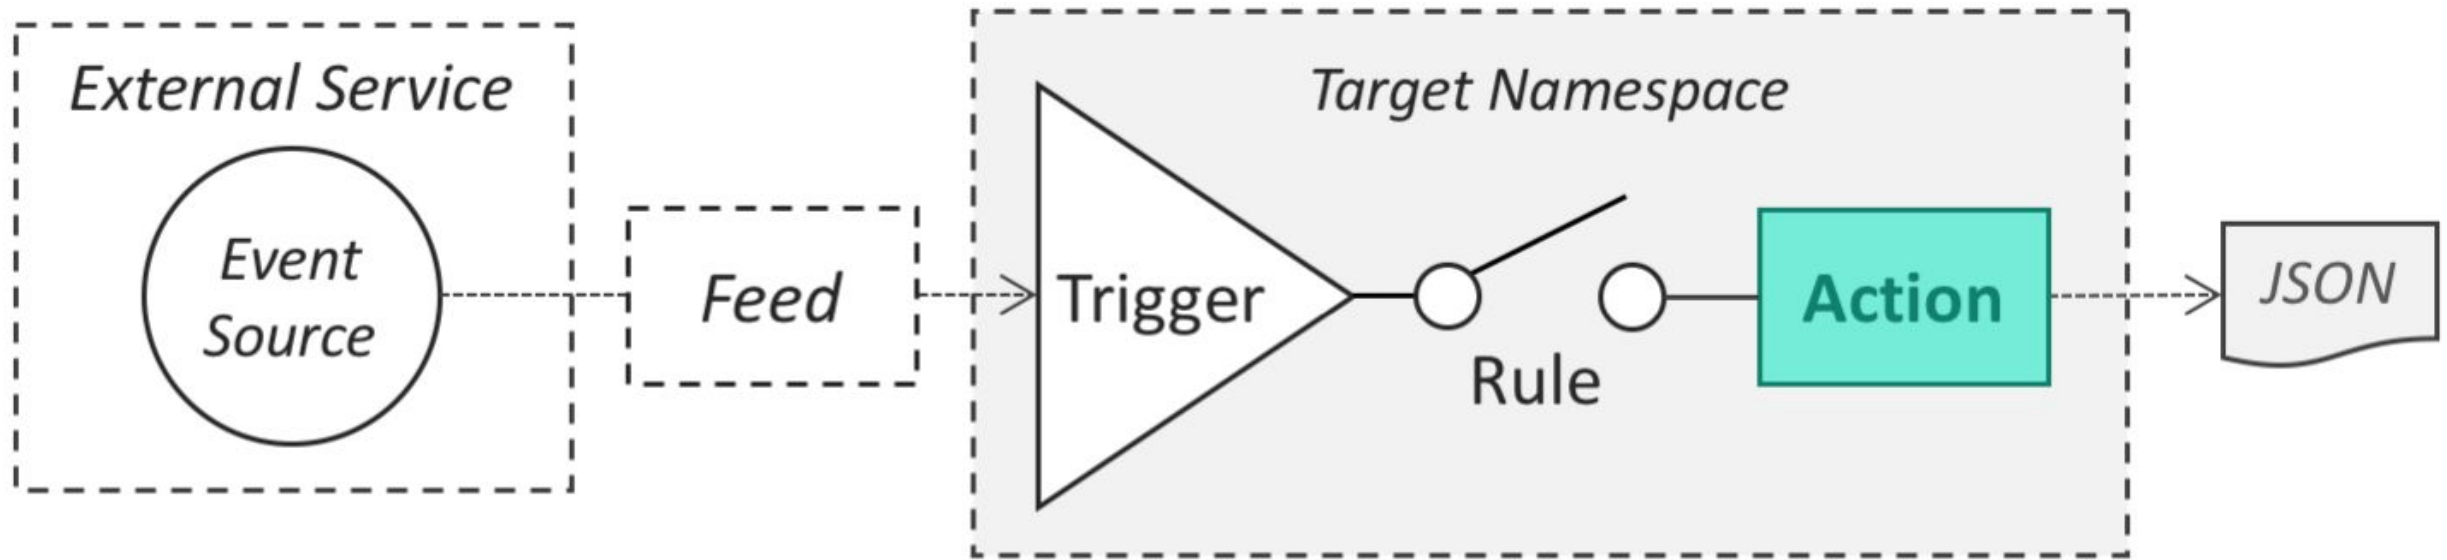 External Service
Event
Source
Feed
Target Namespace
Trigger
Rule
Action
JSON